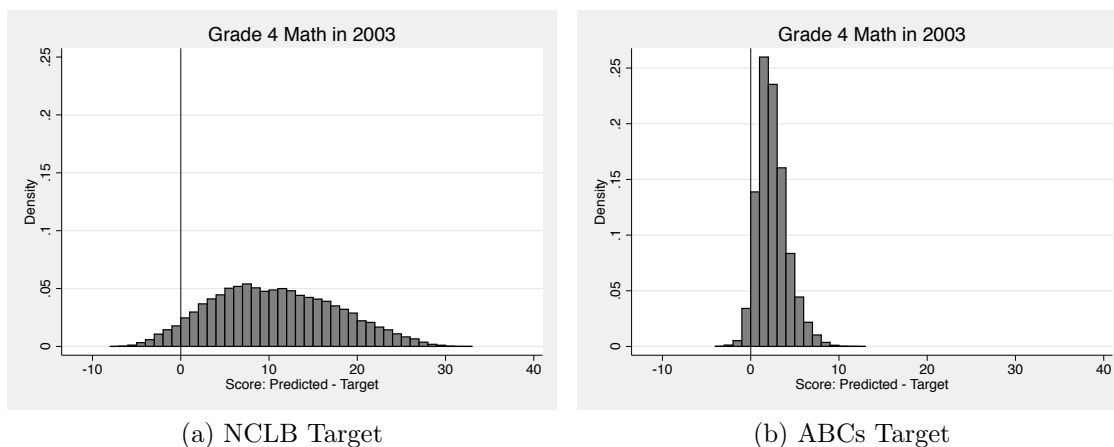 Grade 4 Math in 2003
.25
.2
.15
.1
.05
0
Density
-10 0 10 20 30 40
Score: Predicted - Target
(a) NCLB Target
Grade 4 Math in 2003
.25
.2
.15
.1
.05
0
Density
-10 0 10 20 30 40
Score: Predicted - Target
(b) ABCs Target